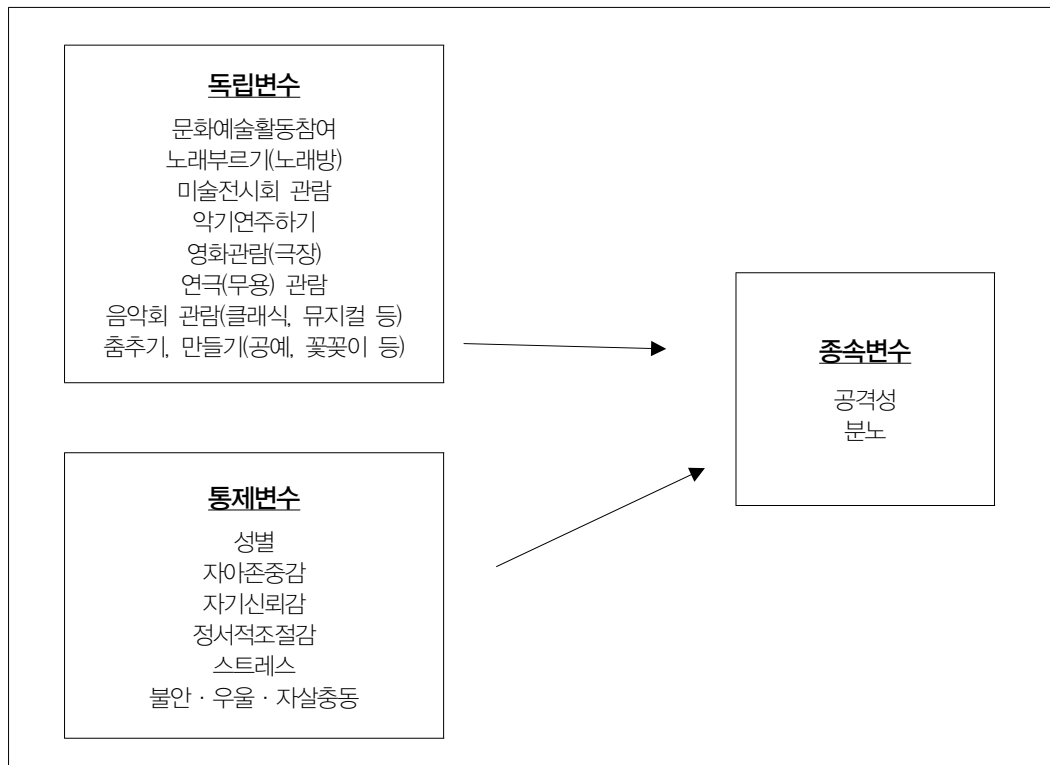 독립변수
문화예술활동참여
노래부르기(노래방)
미술전시회 관람
악기연주하기
영화관람(극장)
연극(무용) 관람
음악회 관람(클래식, 뮤지컬 등)
춤추기, 만들기(공예, 꽃꽂이 등)
통제변수
성별
자아존중감
자기신뢰감
정서적조절감
스트레스
불안 · 우울 · 자살충동
종속변수
공격성
분노